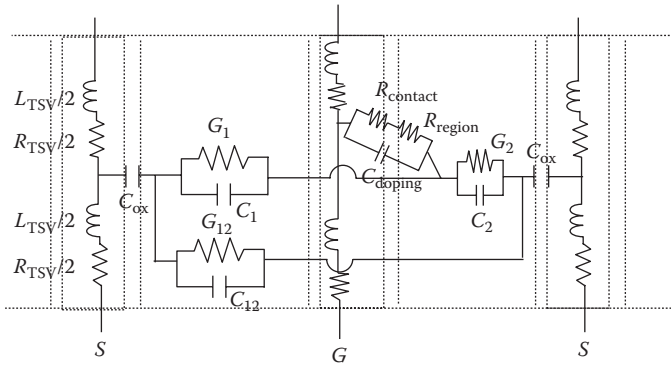 L_TSV/2
R_TSV/2
L_TSV/2
R_TSV/2
C_ox
G_1
C_1
G_12
C_12
R_contact
R_region
C_doping
G_2
C_2
C_ox
S
G
S